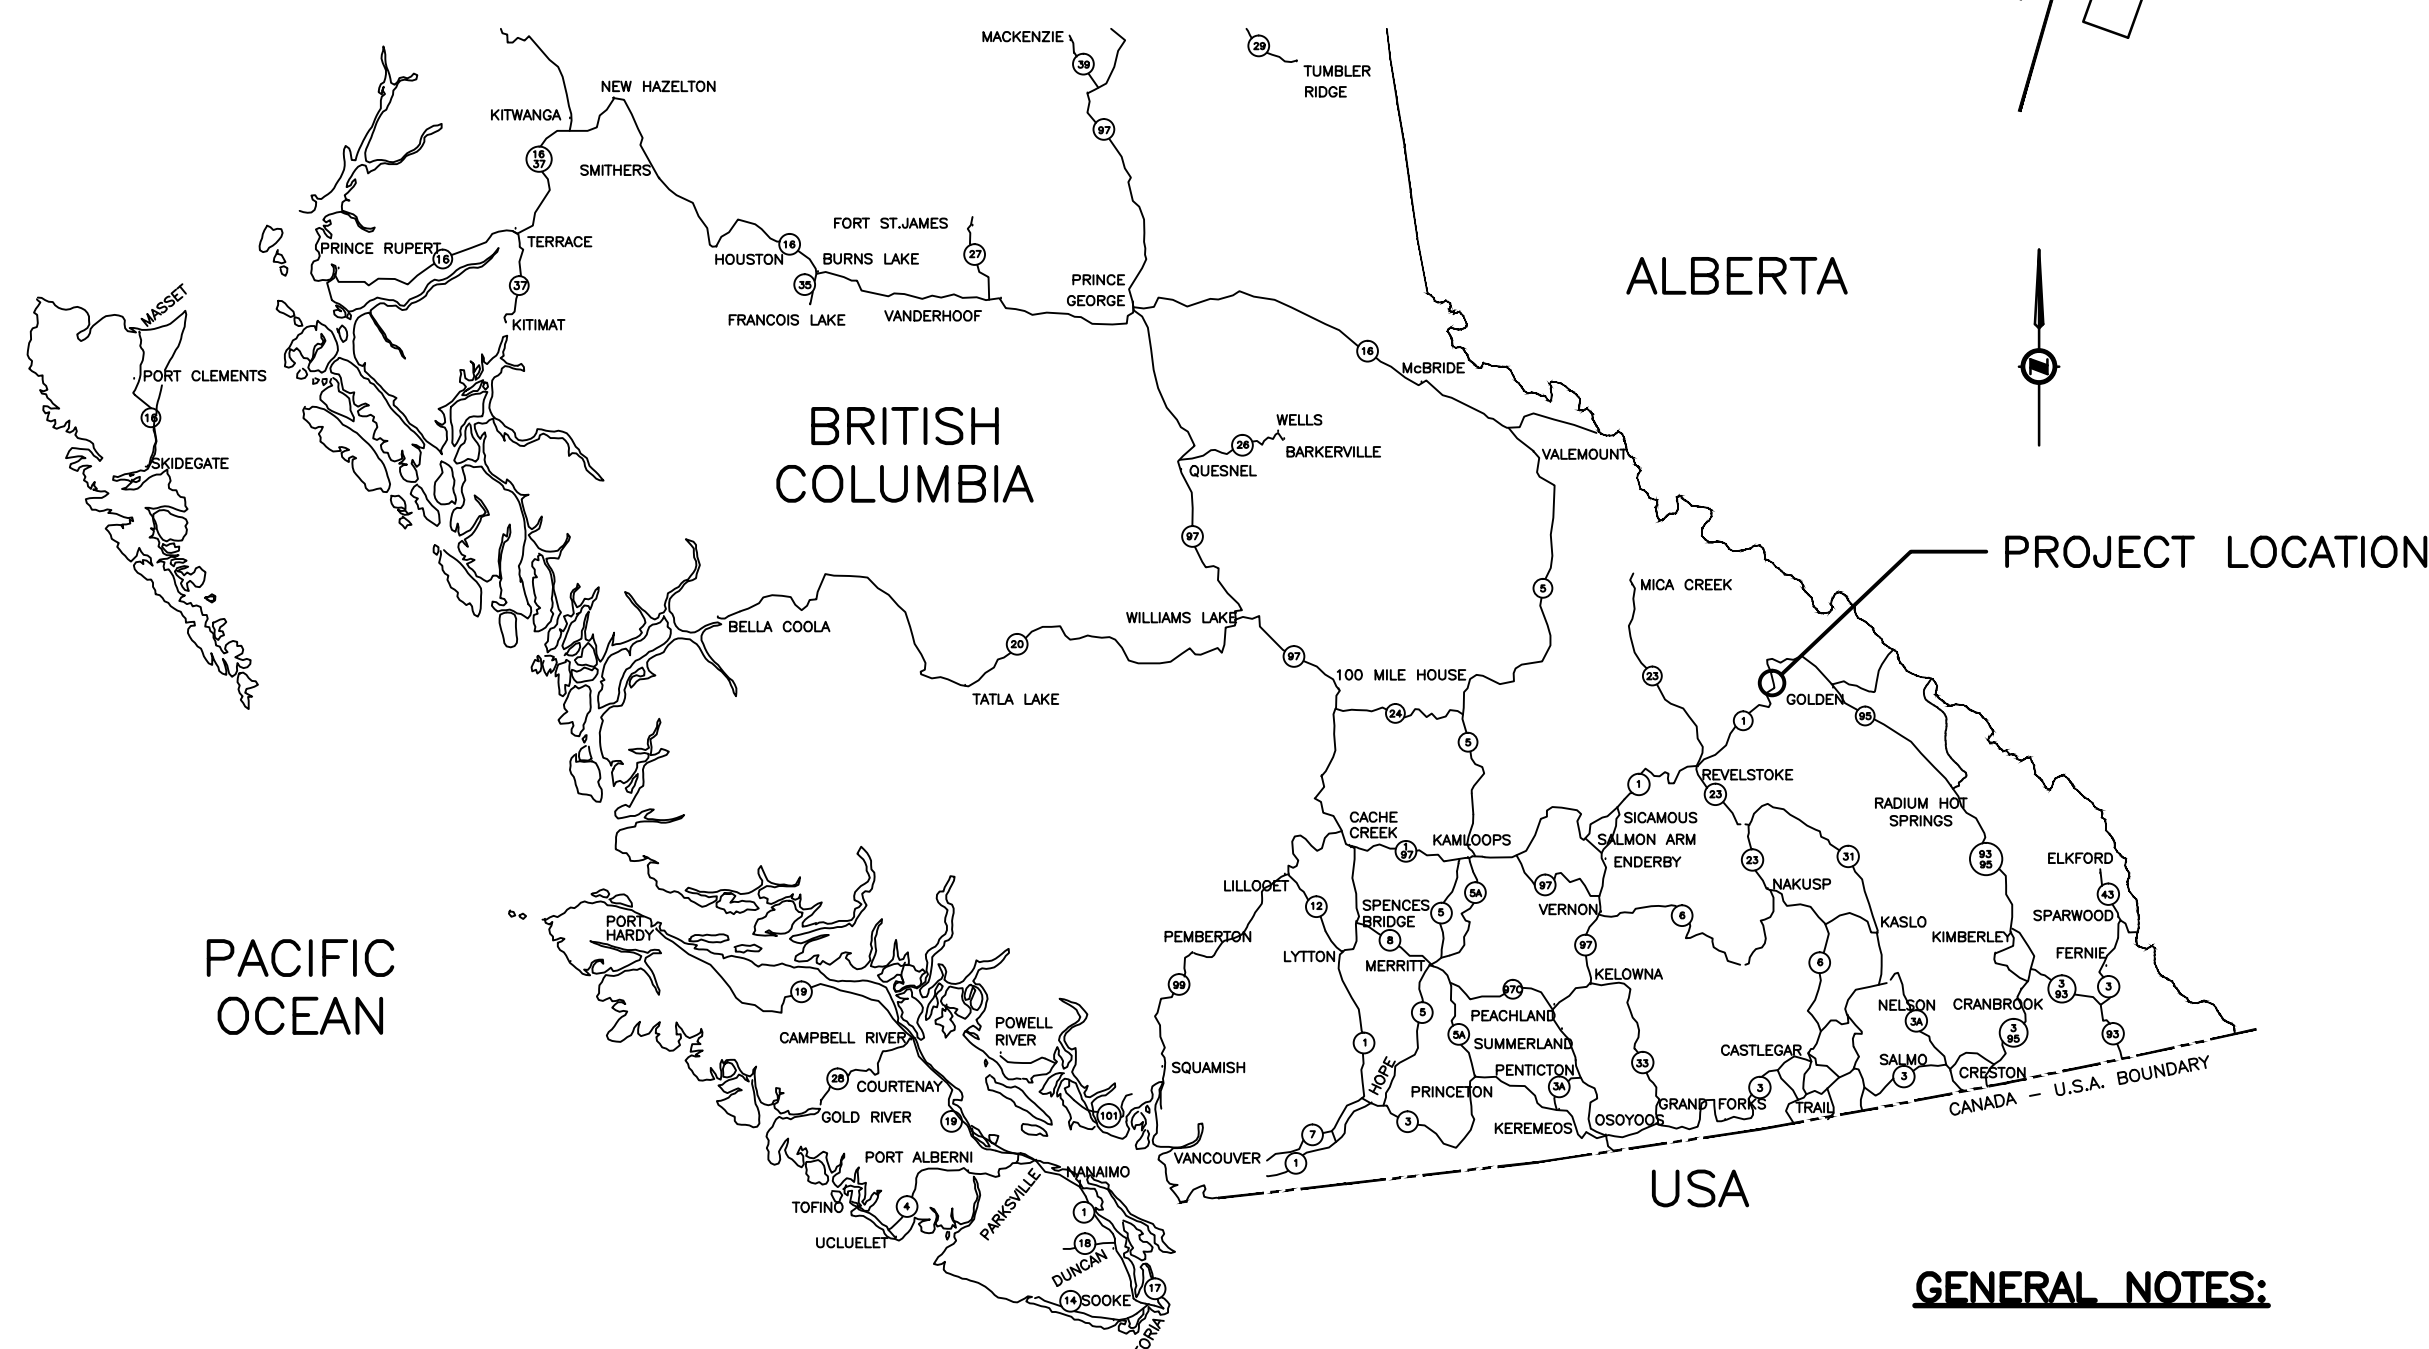 MACKENZIE
39
29
TUMBLER
RIDGE
NEW HAZELTON
KITWANGA
97
16
37
SMITHERS
FORT ST.JAMES
PRINCE RUPERT
16
TERRACE
16
HOUSTON
BURNS LAKE
27
35
37
PRINCE
GEORGE
ALBERTA
MASSET
KITIMAT
FRANCOIS LAKE
VANDERHOOF
16
McBRIDE
PORT CLEMENTS
16
SKIDEGATE
BRITISH
COLUMBIA
WELLS
26
BARKERVILLE
QUESNEL
VALEMOUNT
97
PROJECT LOCATION
5
MICA CREEK
BELLA COOLA
WILLIAMS LAKE
20
97
100 MILE HOUSE
23
TATLA LAKE
GOLDEN
24
1
95
5
REVELSTOKE
1
23
RADIUM HOT
SPRINGS
CACHE
CREEK
SICAMOUS
KAMLOOPS
SALMON ARM
1
97
ENDERBY
23
31
93
95
ELKFORD
LILLOOET
5A
97
NAKUSP
43
12
SPENCES
BRIDGE
5
VERNON
6
KASLO
SPARWOOD
PORT
HARDY
PEMBERTON
8
97
KIMBERLEY
LYTTON
MERRITT
6
FERNIE
PACIFIC
OCEAN
KELOWNA
99
19
97C
3
93
3
5
PEACHLAND
NELSON
CRANBROOK
3A
CAMPBELL RIVER
POWELL
RIVER
5A
3
95
93
1
SUMMERLAND
CASTLEGAR
SALMO
SQUAMISH
HOPE
PENTICTON
33
28
COURTENAY
3A
3
3
CRESTON
CANADA – U.S.A. BOUNDARY
PRINCETON
GRAND FORKS
TRAIL
GOLD RIVER
19
101
3
OSOYOOS
KEREMEOS
7
PORT ALBERNI
VANCOUVER
1
NANAIMO
USA
PARKSVILLE
TOFINO
4
1
UCLUELET
18
DUNCAN
17
14
SOOKE
ORIA
GENERAL NOTES: